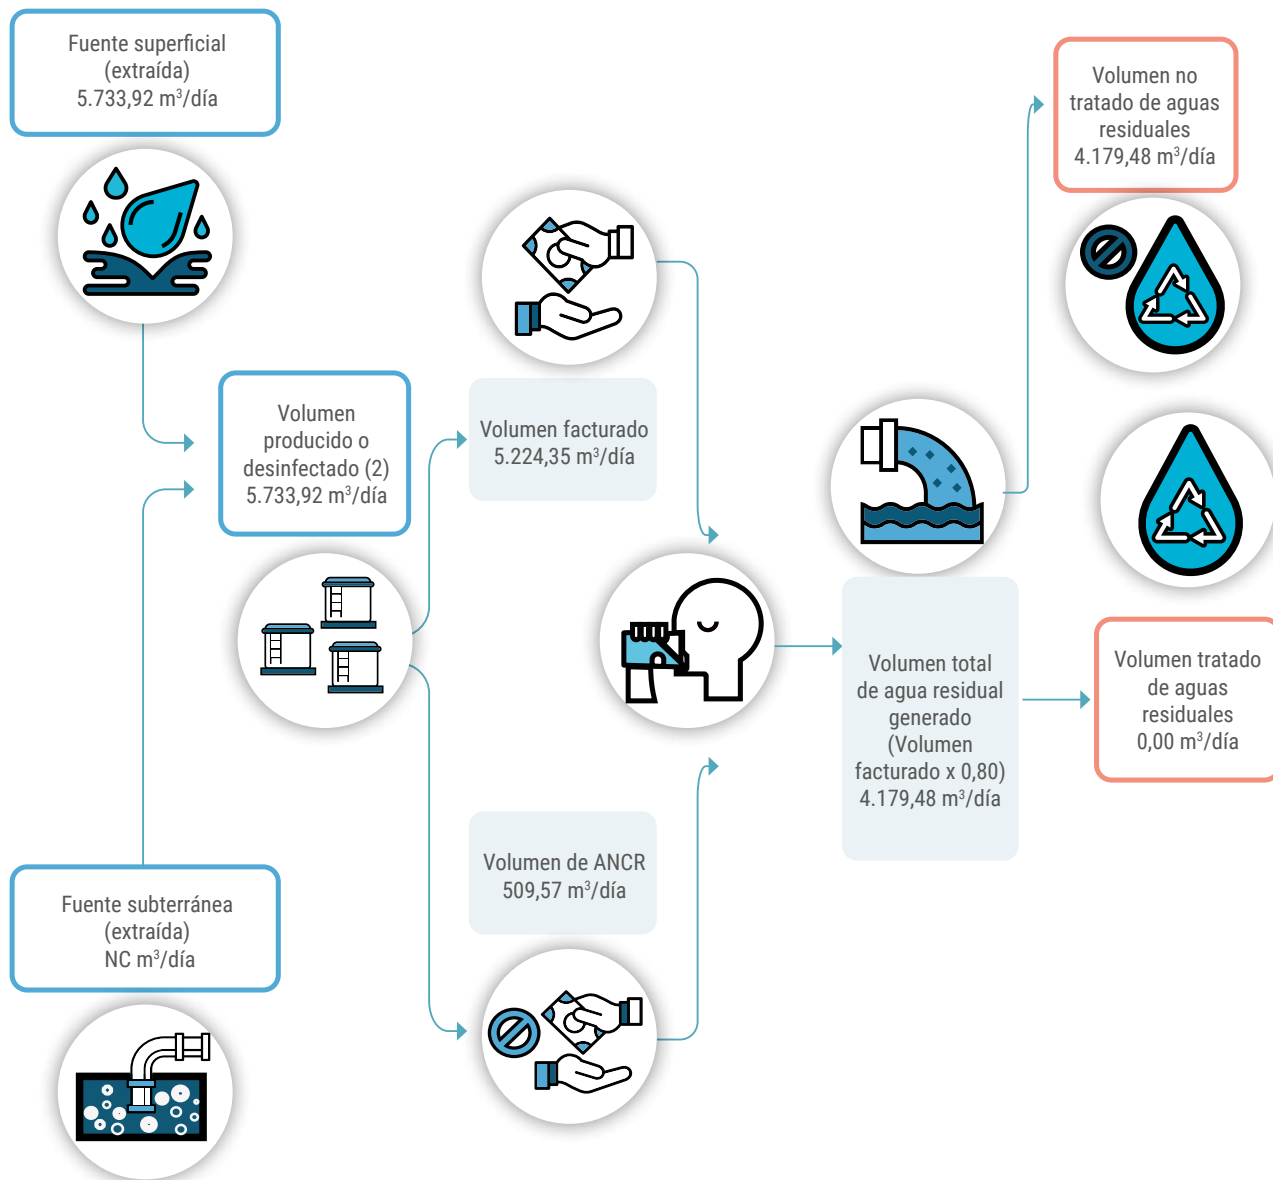 Fuente superficial
(extraída)
5.733,92 m³/día
Fuente subterránea
(extraída)
NC m³/día
Volumen
producido o
desinfectado (2)
5.733,92 m³/día
Volumen facturado
5.224,35 m³/día
Volumen de ANCR
509,57 m³/día
Volumen total
de agua residual
generado
(Volumen
facturado x 0,80)
4.179,48 m³/día
Volumen no
tratado de aguas
residuales
4.179,48 m³/día
Volumen tratado
de aguas
residuales
0,00 m³/día